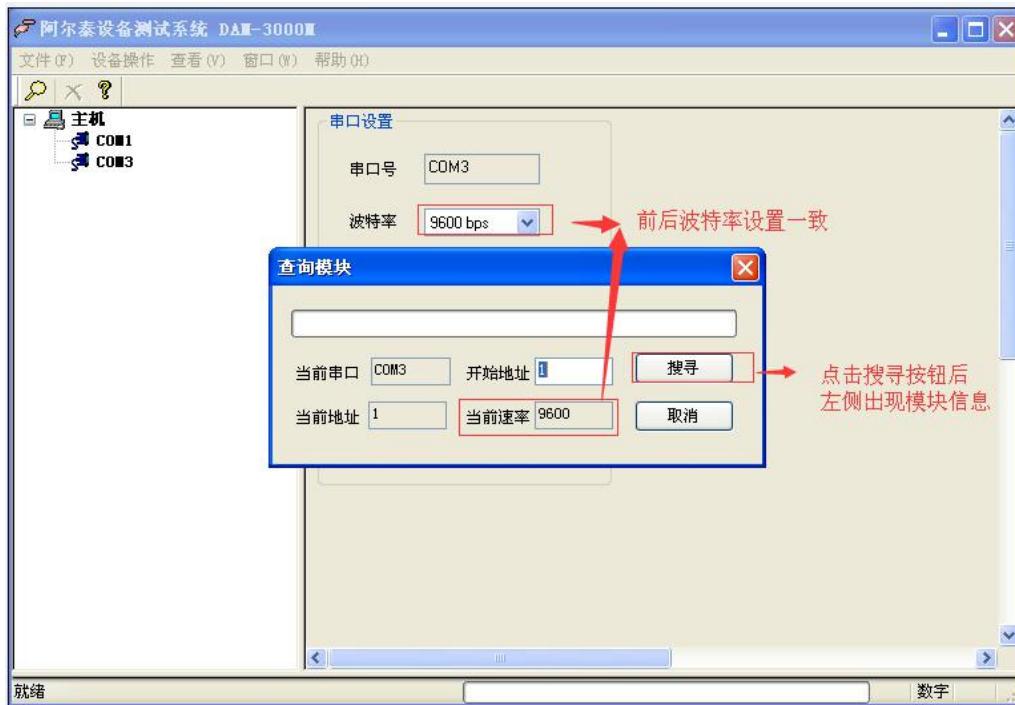 阿尔泰设备测试系统 DAM-3000M
文件(F) 设备操作 查看(V) 窗口(W) 帮助(H)
主机
COM1
COM3
串口设置
串口号 COM3
波特率 9600 bps
前后波特率设置一致
查询模块
当前串口 COM3 开始地址 1 搜寻
当前地址 1 当前速率 9600 取消
点击搜寻按钮后
左侧出现模块信息
就绪 数字